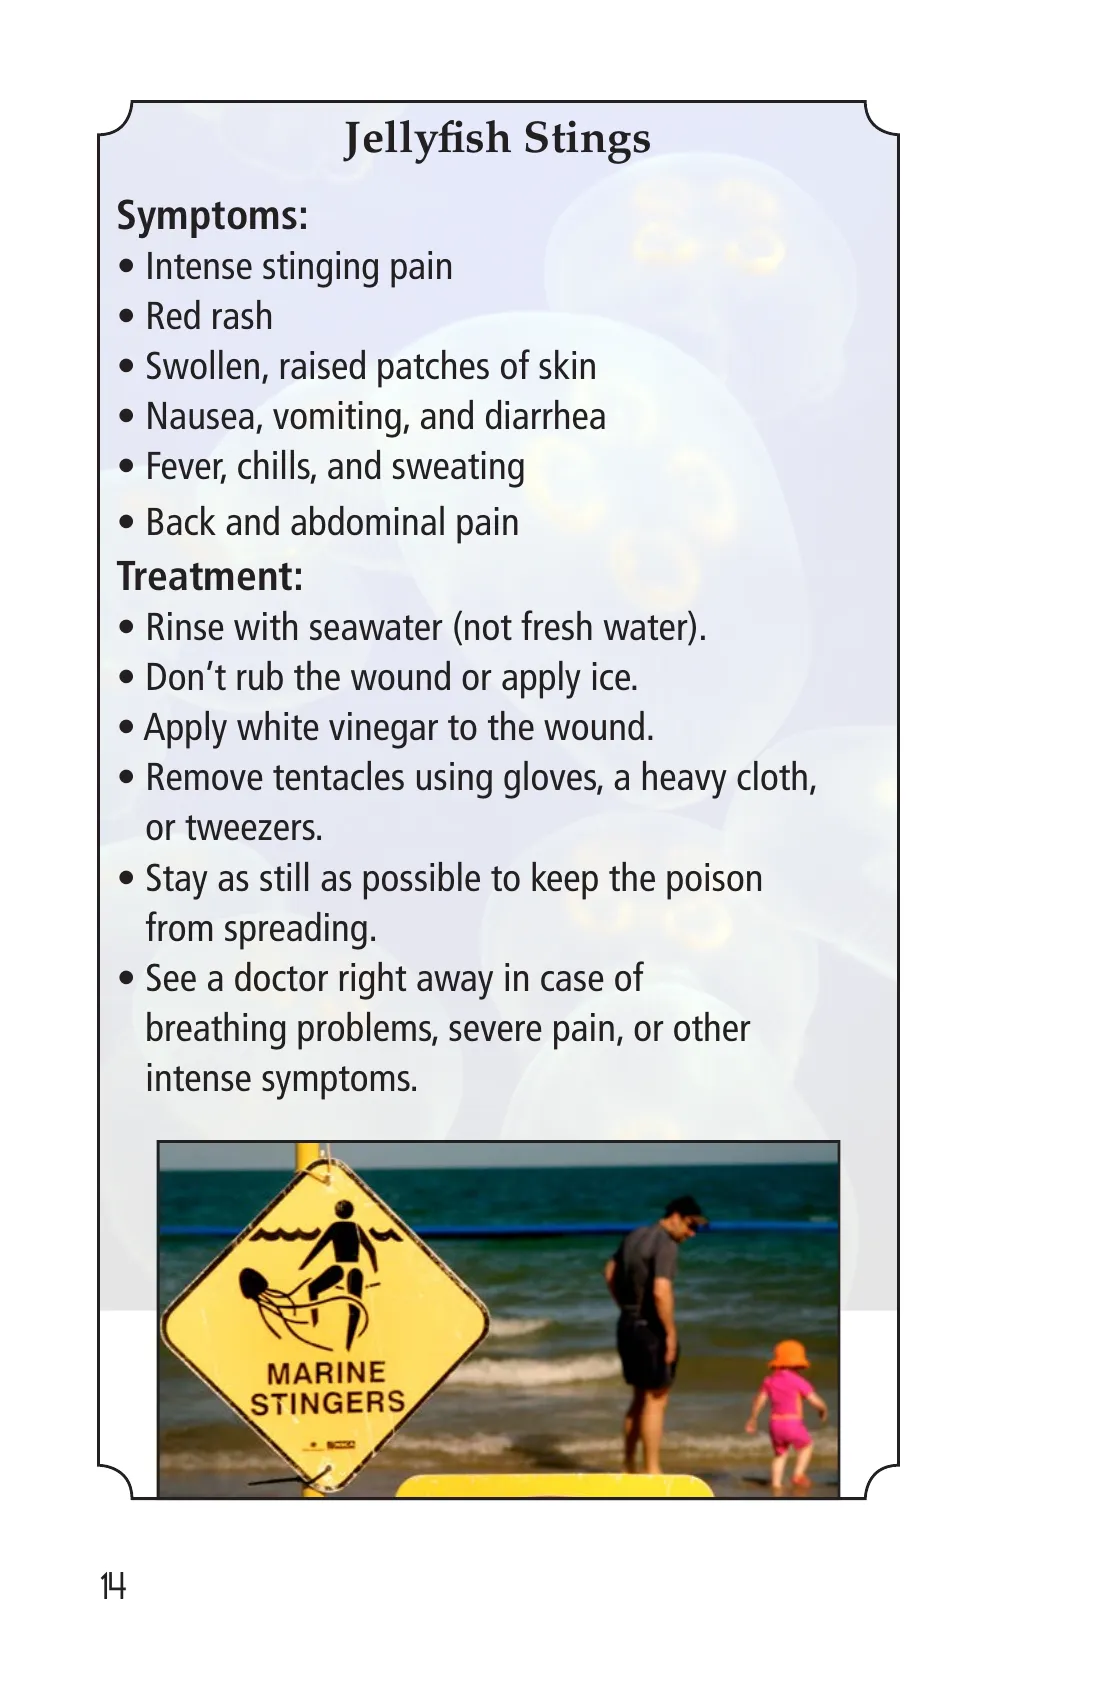 Jellyfish Stings
Symptoms:
• Intense stinging pain
• Red rash
• Swollen, raised patches of skin
• Nausea, vomiting, and diarrhea
• Fever, chills, and sweating
• Back and abdominal pain
Treatment:
• Rinse with seawater (not fresh water).
• Don’t rub the wound or apply ice.
• Apply white vinegar to the wound.
• Remove tentacles using gloves, a heavy cloth,
or tweezers.
• Stay as still as possible to keep the poison
from spreading.
• See a doctor right away in case of
breathing problems, severe pain, or other
intense symptoms.
MARINE
STINGERS
14